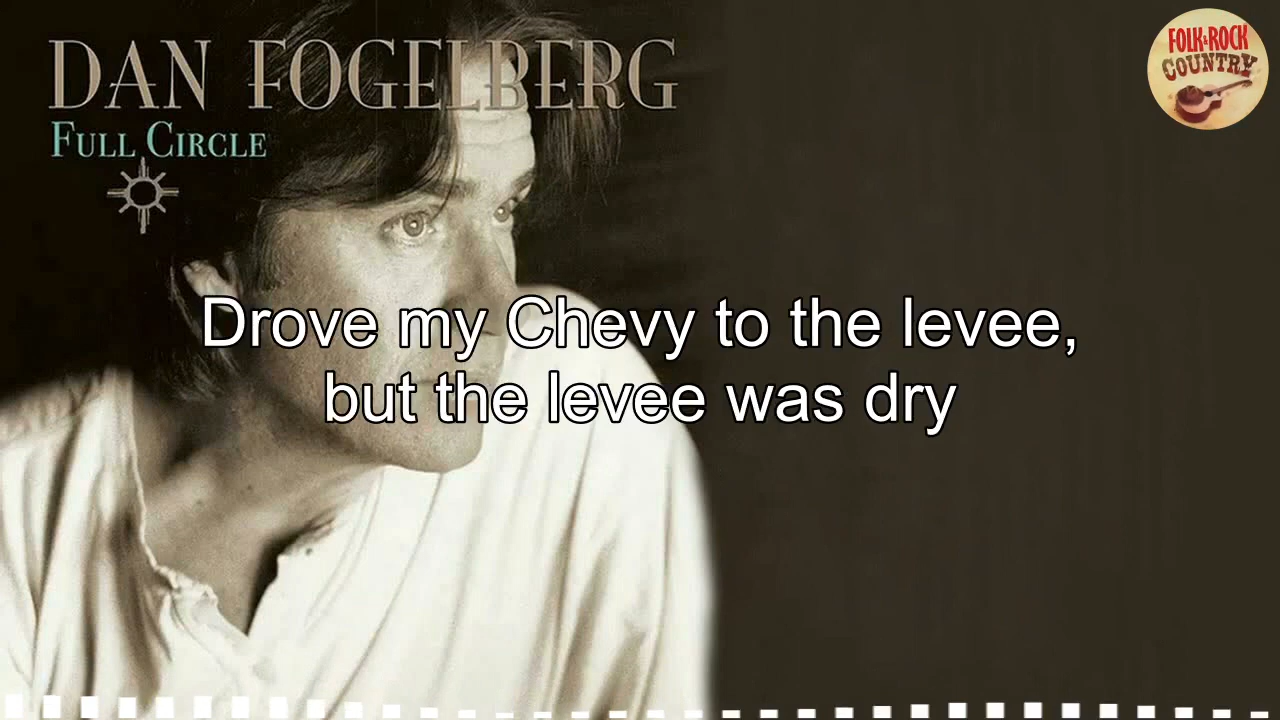 DAN FOGELBERG
FULL CIRCLE
FOLK&ROCK
COUNTRY
Drove my Chevy to the levee,
but the levee was dry